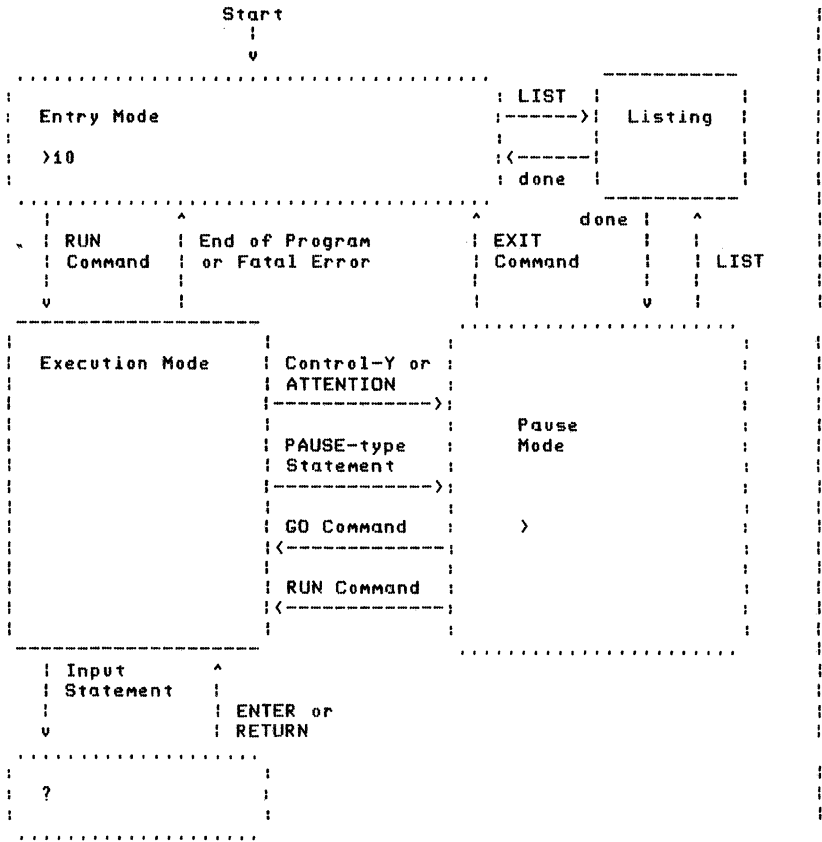 Start
Entry Mode
>10
LIST
done
Listing
RUN
Command
End of Program
or Fatal Error
EXIT
Command
done
LIST
Execution Mode
Control-Y or
ATTENTION
PAUSE-type
Statement
GO Command
RUN Command
Pause
Mode
>
Input
Statement
ENTER or
RETURN
?